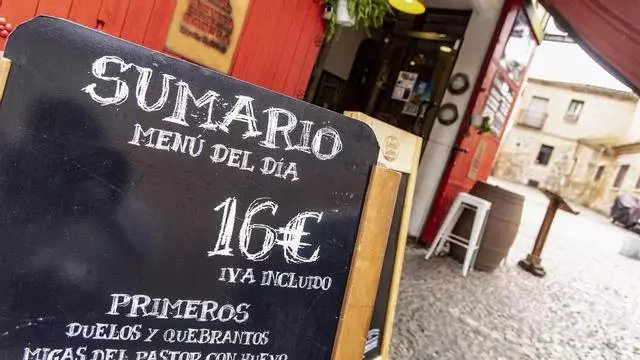 SUMARIO
MENÚ DEL DÍA
16€
IVA INCLUIDO
PRIMEROS
DUELOS Y QUEBRANTOS
MIGAS DEL PASTOR CON HUEVO